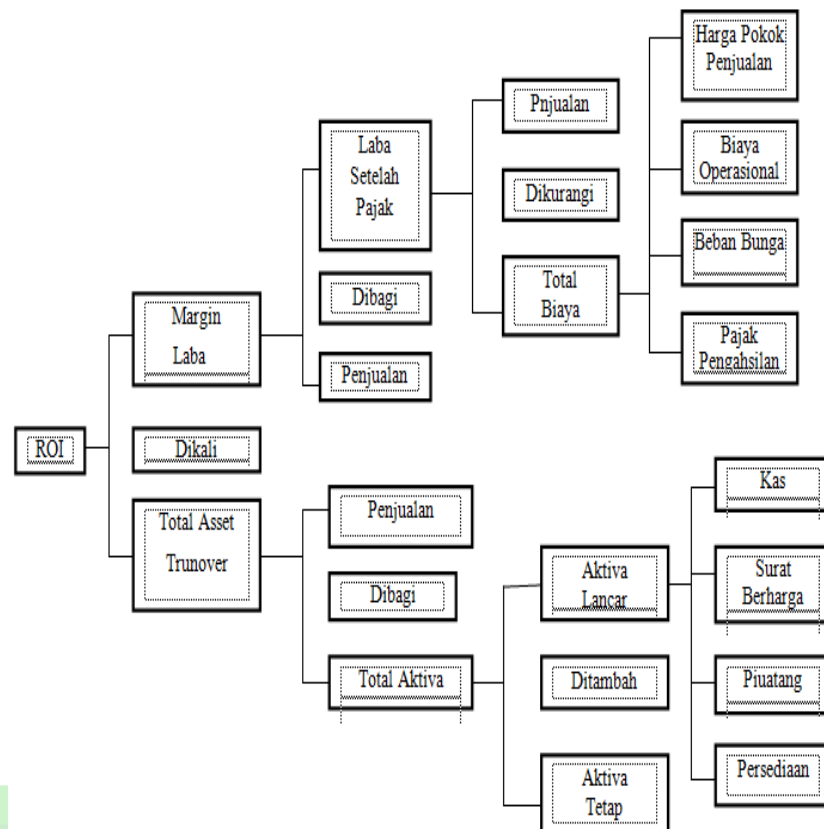 Harga Pokok
Penjualan
Pnjualan
Laba
Setelah
Pajak
Biaya
Operasional
Dikurangi
Beban Bunga
Total
Biaya
Dibagi
Margin
Laba
Pajak
Pengahsilan
Penjualan
ROI
Dikali
Kas
Total Asset
Trunover
Penjualan
Aktiva
Lancar
Surat
Berharga
Dibagi
Total Aktiva
Ditambah
Piuatang
Persediaan
Aktiva
Tetap